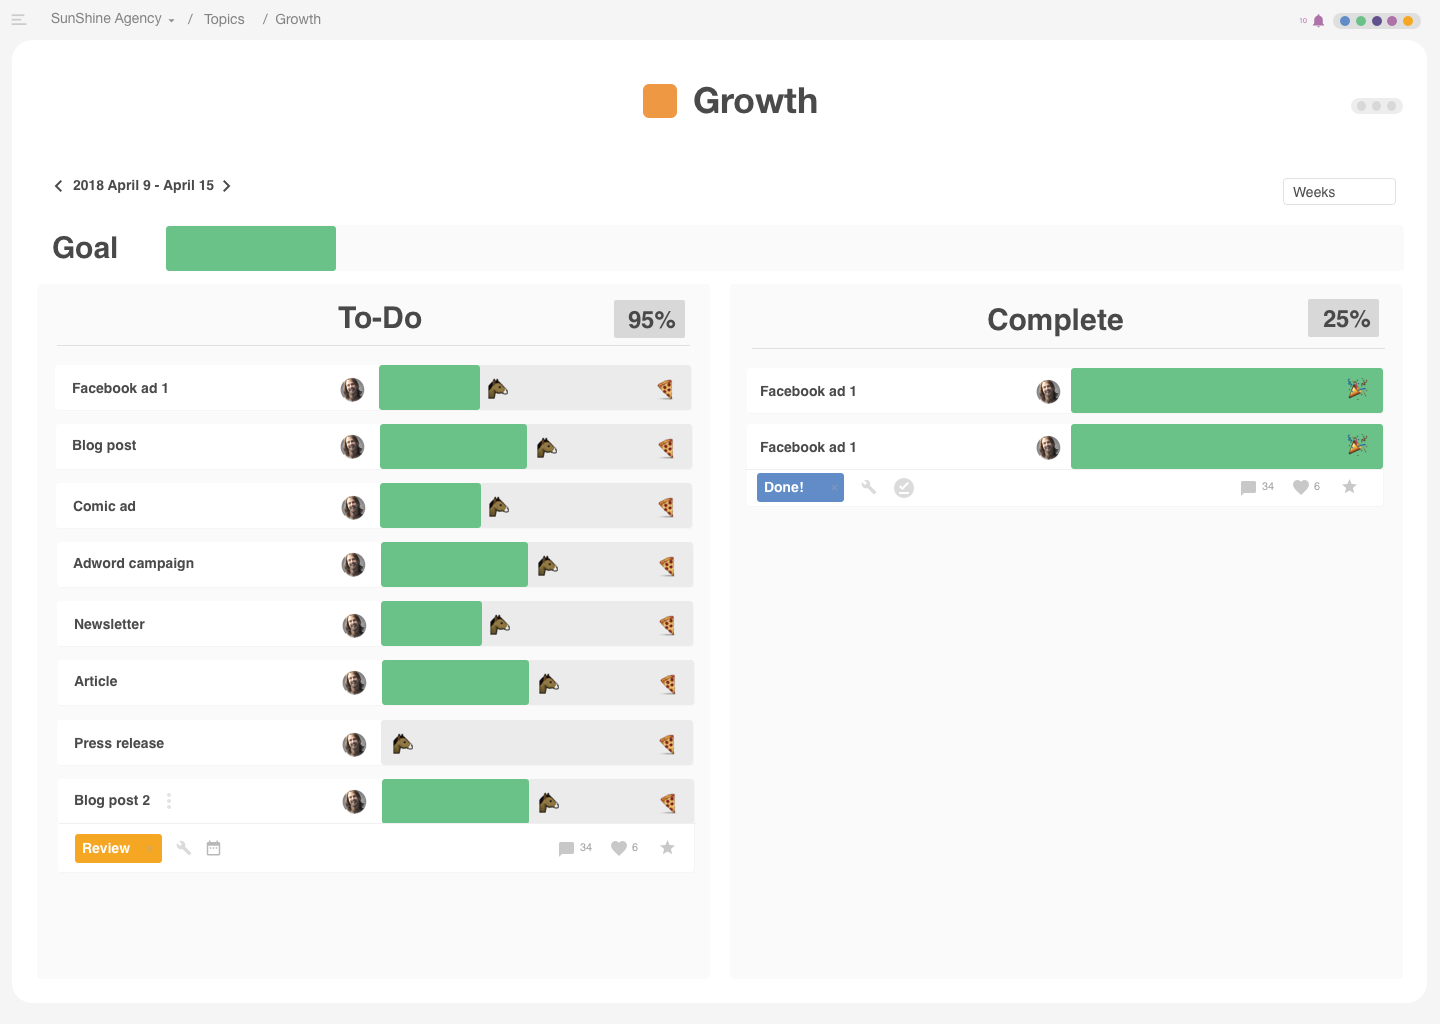 SunShine Agency / Topics / Growth
10
Growth
2018 April 9 - April 15
Weeks
Goal
To-Do
95%
Facebook ad 1
Blog post
Comic ad
Adword campaign
Newsletter
Article
Press release
Blog post 2
Review
34
6
Complete
25%
Facebook ad 1
Facebook ad 1
Done!
34
6